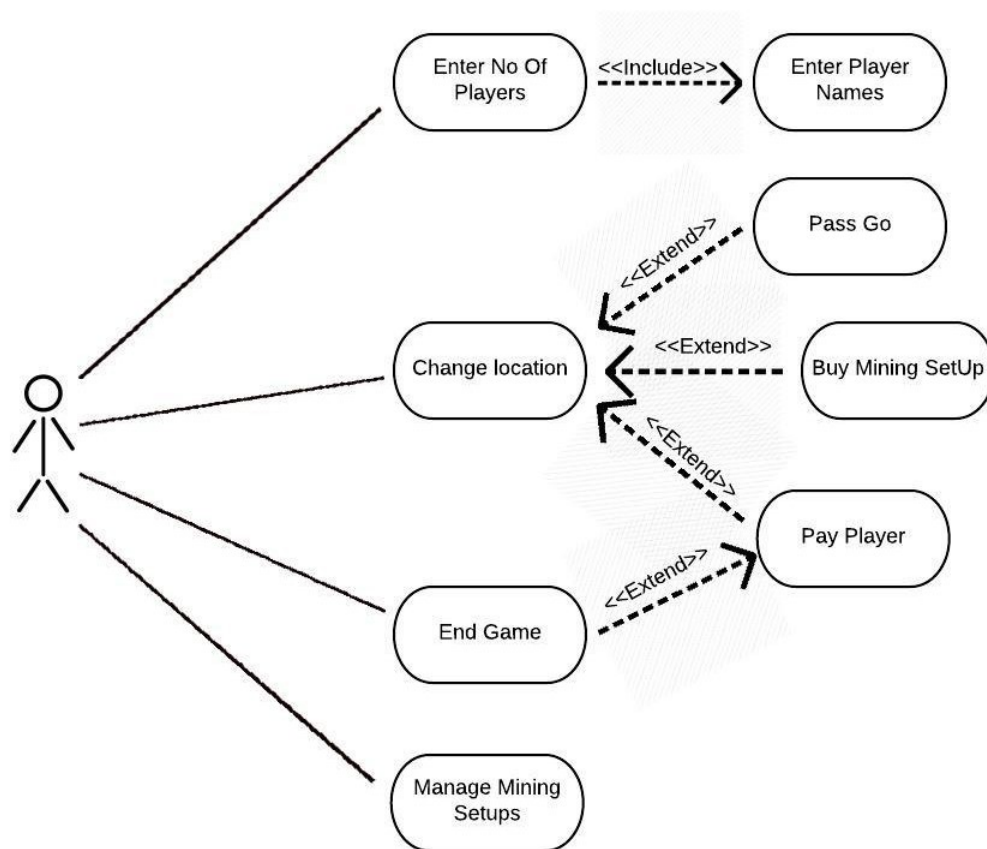 Enter No Of
Players
<<Include>>
Enter Player
Names
Pass Go
<<Extend>>
Change location
<<Extend>>
Buy Mining SetUp
<<Extend>>
Pay Player
<<Extend>>
End Game
Manage Mining
Setups